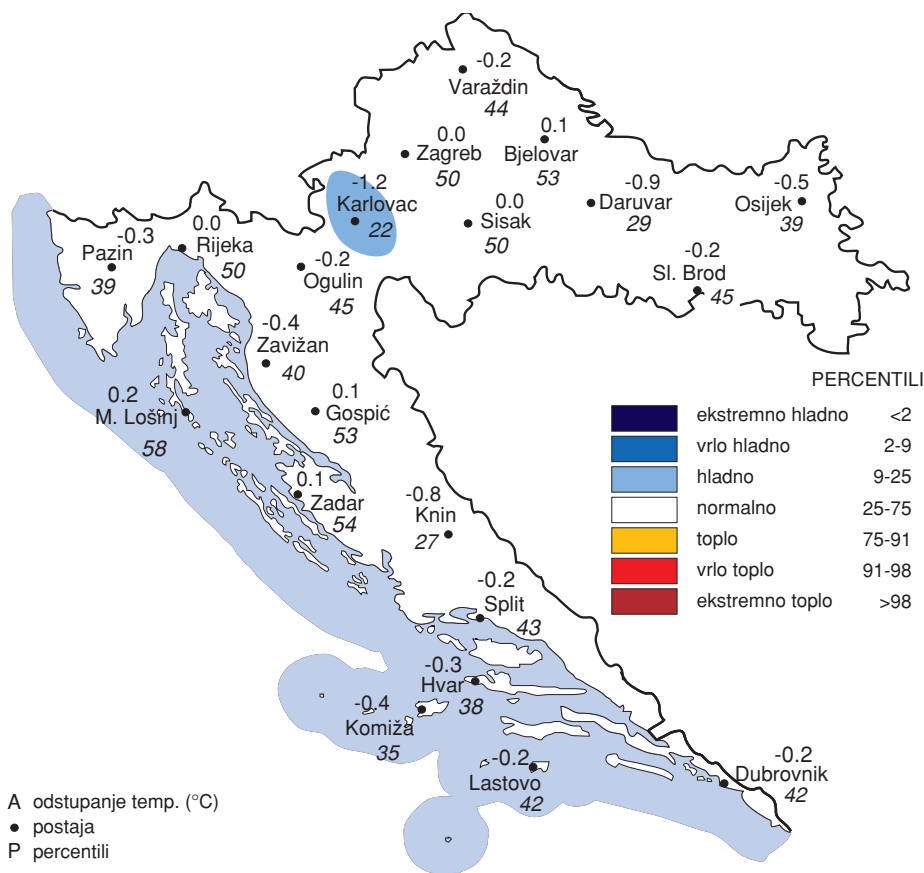 -0.2
Varaždin
44
0.0
Zagreb
50
0.1
Bjelovar
53
-1.2
Karlovac
22
0.0
Sisak
50
-0.9
Daruvar
29
-0.5
Osijek
39
-0.3
Pazin
39
0.0
Rijeka
50
-0.2
Ogulin
45
-0.2
Sl. Brod
45
-0.4
Zavižan
40
0.2
M. Lošinj
58
0.1
Gospić
53
0.1
Zadar
54
-0.8
Knin
27
-0.2
Split
43
-0.3
Hvar
38
-0.4
Komiža
35
-0.2
Lastovo
42
-0.2
Dubrovnik
42
PERCENTILI
ekstremno hladno <2
vrlo hladno 2-9
hladno 9-25
normalno 25-75
toplo 75-91
vrlo toplo 91-98
ekstremno toplo >98
A odstupanje temp. (°C)
postaja
P percentili